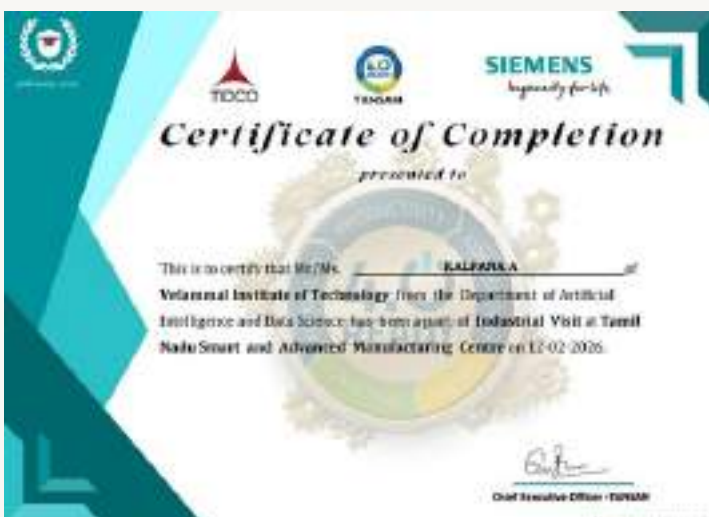 TIDCO
4.0
TANSAM
SIEMENS
Ingenuity for life
Certificate of Completion
presented to
This is to certify that Mr/Ms. KALPANA A of
Velammal Institute of Technology from the Department of Artificial
Intelligence and Data Science has been a part of Industrial Visit at Tamil
Nadu Smart and Advanced Manufacturing Centre on 12-02-2026.
Chief Executive Officer - TANSAM